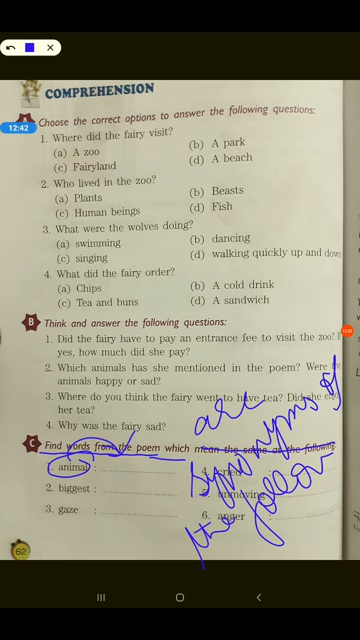 COMPREHENSION
A Choose the correct options to answer the following questions:
12:42
1. Where did the fairy visit?
(a) A zoo (b) A park
(c) Fairyland (d) A beach
2. Who lived in the zoo?
(a) Plants (b) Beasts
(c) Human beings (d) Fish
3. What were the wolves doing?
(a) swimming (b) dancing
(c) singing (d) walking quickly up and down
4. What did the fairy order?
(a) Chips (b) A cold drink
(c) Tea and buns (d) A sandwich
B Think and answer the following questions:
1. Did the fairy have to pay an entrance fee to visit the zoo? If
yes, how much did she pay?
2. Which animals has she mentioned in the poem? Were the
animals happy or sad?
3. Where do you think the fairy went to have tea? Did she
her tea?
4. Why was the fairy sad?
are
synonyms of
the follow
C Find words from the poem which mean the same as the following
1. animal : 4. cried
2. biggest : 5. unmoving
3. gaze : 6. anger :
62